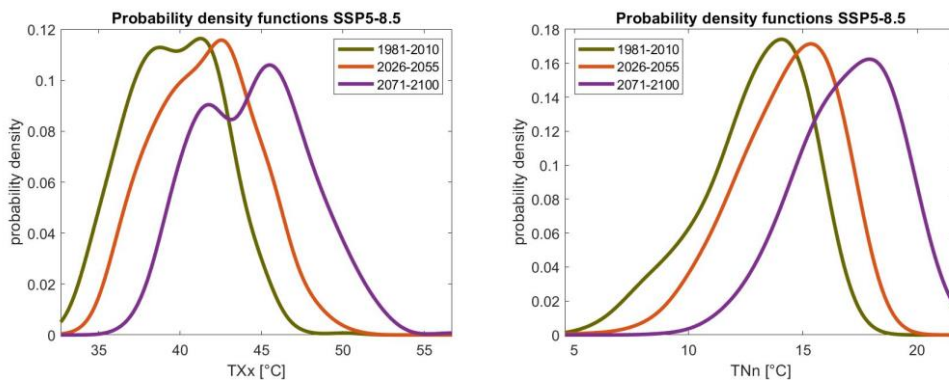 Probability density functions SSP5-8.5
0.12
0.1
0.08
0.06
0.04
0.02
0
probability density
1981-2010
2026-2055
2071-2100
35 40 45 50 55
TXx [°C]
Probability density functions SSP5-8.5
0.18
0.16
0.14
0.12
0.1
0.08
0.06
0.04
0.02
0
probability density
1981-2010
2026-2055
2071-2100
5 10 15 20
TNn [°C]